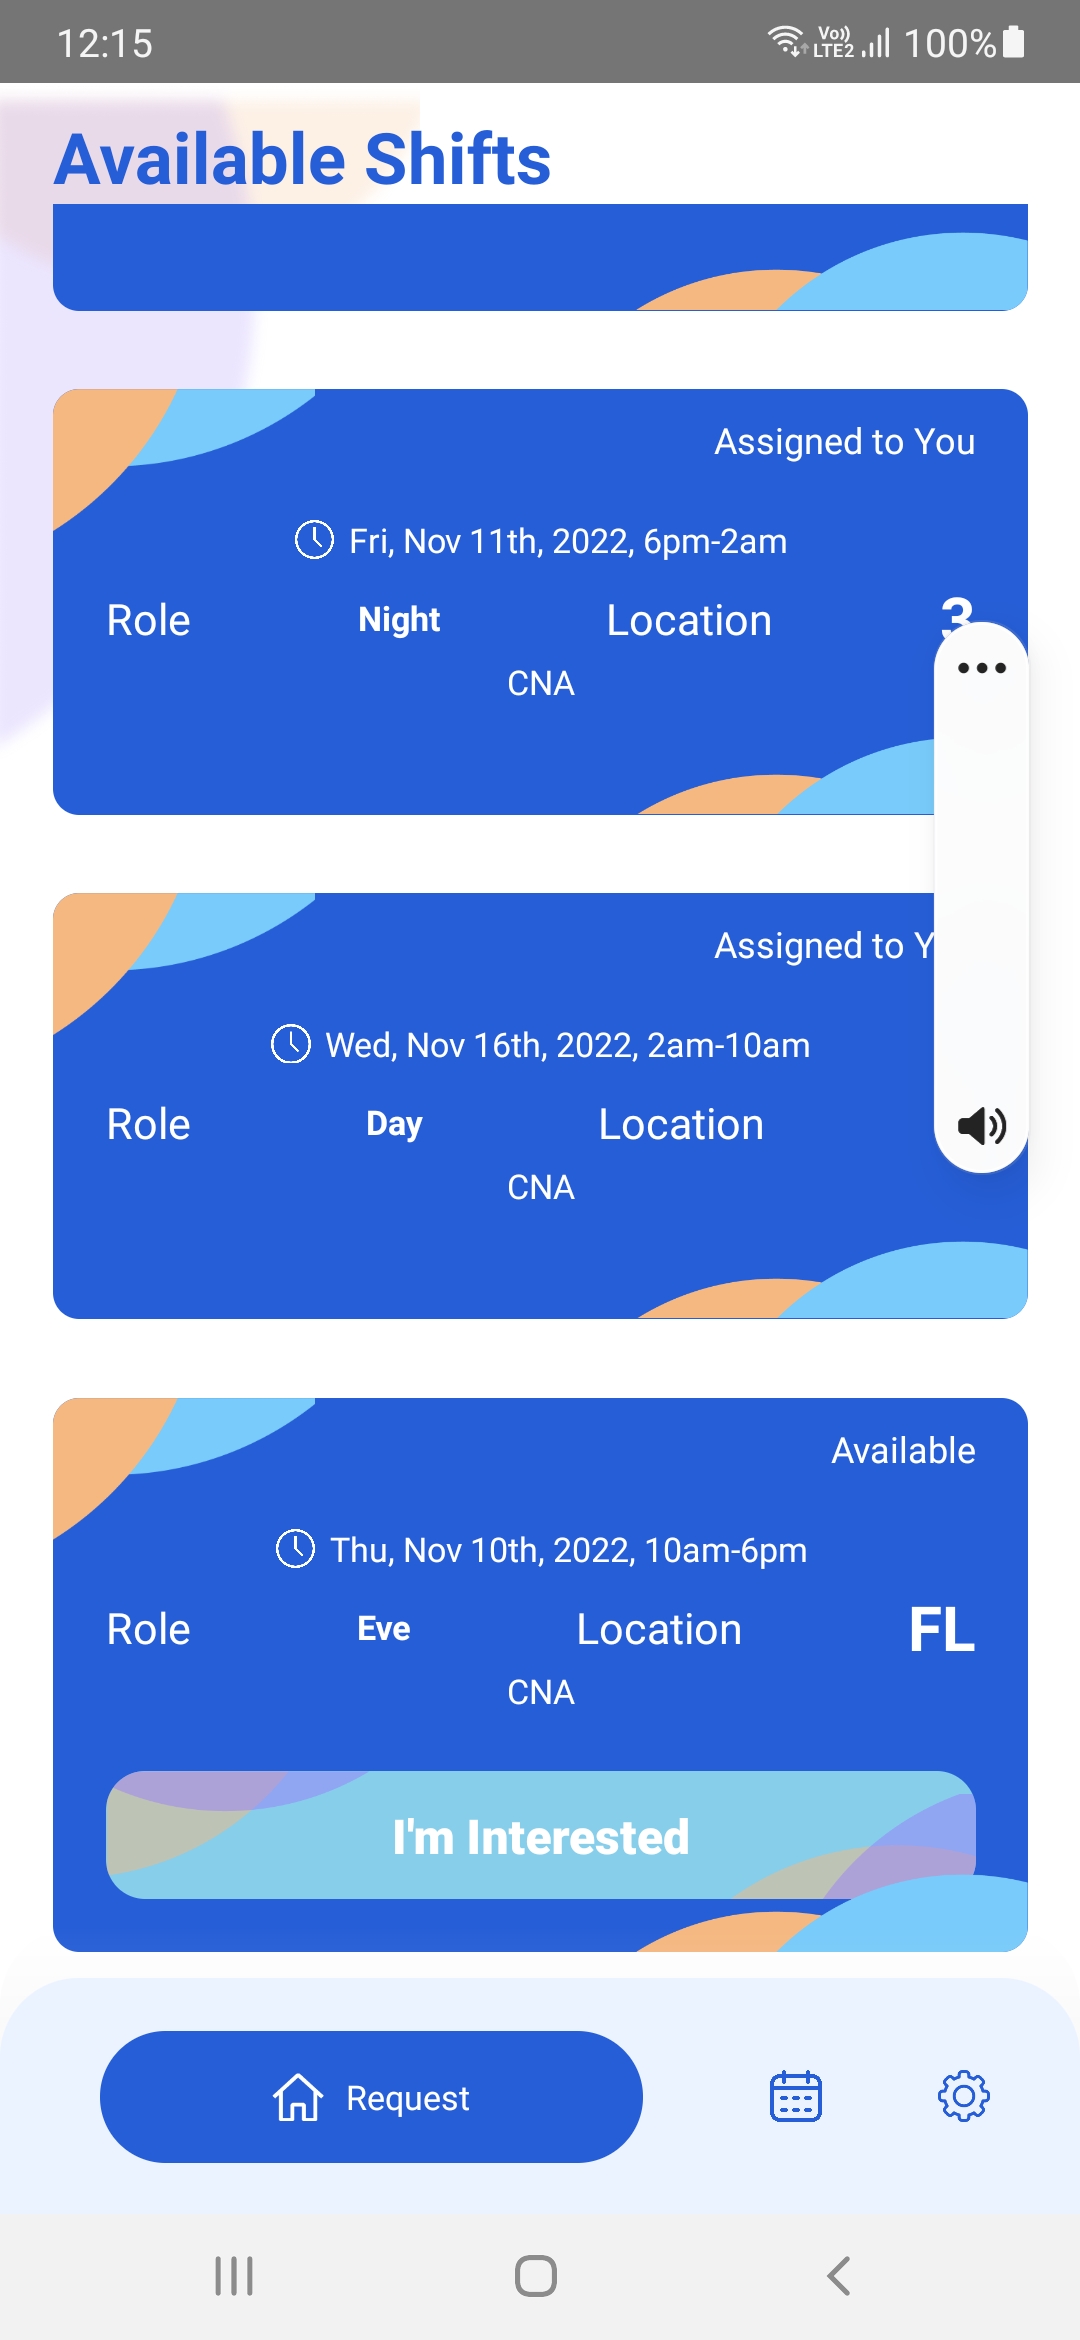 12:15 Vo)) LTE2 100%
Available Shifts
Assigned to You
Fri, Nov 11th, 2022, 6pm-2am
Role Night Location 3
CNA
Assigned to Y
Wed, Nov 16th, 2022, 2am-10am
Role Day Location
CNA
Available
Thu, Nov 10th, 2022, 10am-6pm
Role Eve Location FL
CNA
I'm Interested
Request